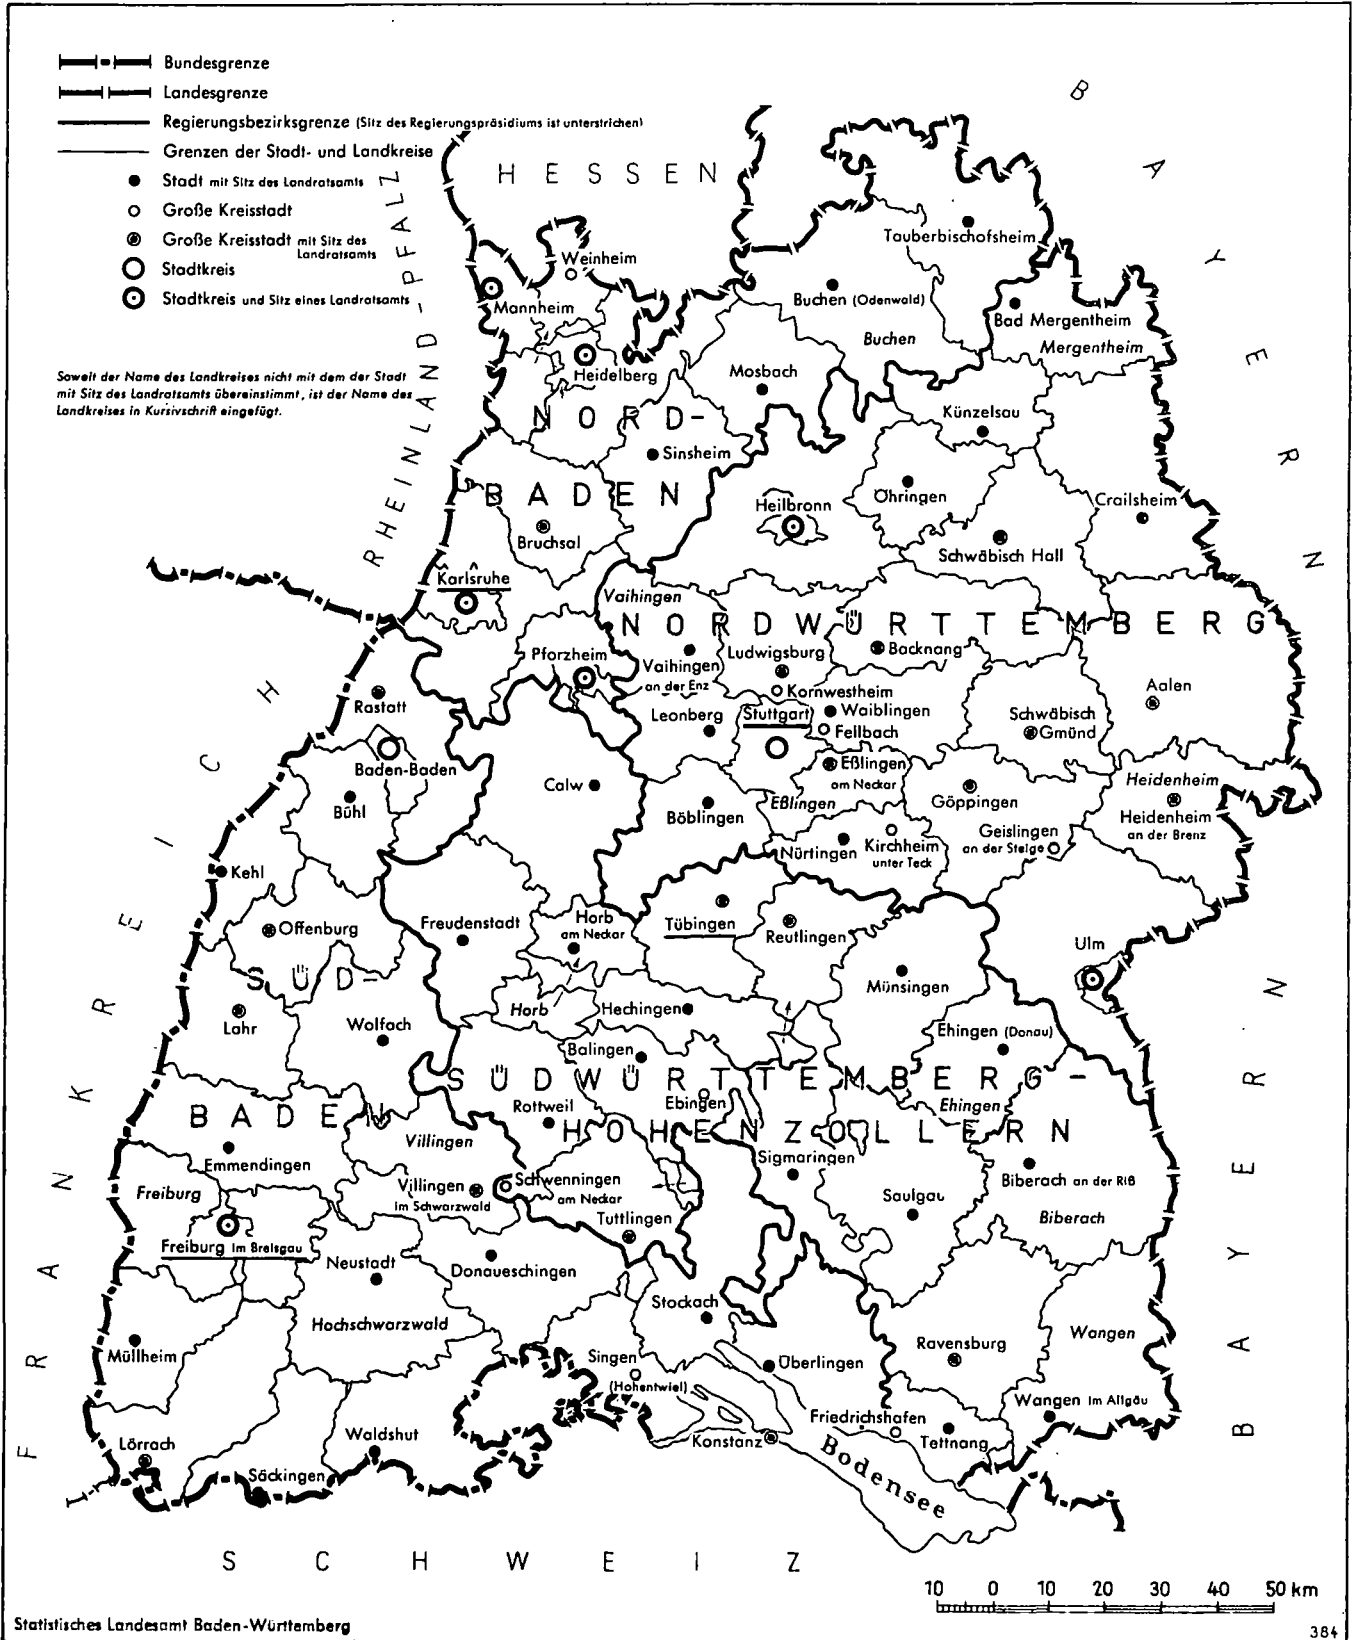 Bundesgrenze
Landesgrenze
Regierungsbezirksgrenze (Sitz des Regierungspräsidiums ist unterstrichen)
Grenzen der Stadt- und Landkreise
Stadt mit Sitz des Landratsamts
Große Kreisstadt
Große Kreisstadt mit Sitz des
Landratsamts
Stadtkreis
Stadtkreis und Sitz eines Landratsamts
Soweit der Name des Landkreises nicht mit dem der Stadt
mit Sitz des Landratsamts übereinstimmt, ist der Name des
Landkreises in Kursivschrift eingefügt.
HESSEN
BAYERN
RHEINLAND-PFALZ
Tauberbischofsheim
Weinheim
Mannheim
Buchen (Odenwald)
Buchen
Bad Mergentheim
Mergentheim
Heidelberg
Mosbach
NORD-
Künzelsau
Sinsheim
BADEN
Heilbronn
Öhringen
Crailsheim
Bruchsal
Schwäbisch Hall
Karlsruhe
Vaihingen
NORDWÜRTTEMBERG
Pforzheim
Vaihingen
an der Enz
Ludwigsburg
Backnang
Kornwestheim
Aalen
Rastatt
Leonberg
Stuttgart
Waiblingen
Fellbach
Schwäbisch
Gmünd
Baden-Baden
Calw
Eßlingen
am Neckar
Eßlingen
Heidenheim
Heidenheim
an der Brenz
Bühl
Böblingen
Göppingen
Geislingen
an der Steige
Nürtingen
Kirchheim
unter Teck
Kehl
Offenburg
Freudenstadt
Horb
am Neckar
Tübingen
Reutlingen
Ulm
FRANKREICH
SÜD-
Münsingen
Lahr
Wolfach
Horb
Hechingen
Ehingen (Donau)
Balingen
SÜDWÜRTTEMBERG-
BADEN
Rottweil
Ebingen
Ehingen
HOHENZOLLERN
Villingen
Emmendingen
Sigmaringen
Biberach an der Riß
Freiburg
Villingen
im Schwarzwald
Schwenningen
am Neckar
Saulgau
Biberach
Tuttlingen
Freiburg im Breisgau
Neustadt
Donaueschingen
Stockach
Hochschwarzwald
Ravensburg
Wangen
Müllheim
Singen
(Hohentwiel)
Überlingen
Wangen im Allgäu
Friedrichshafen
Tettnang
Konstanz
Lörrach
Waldshut
Säckingen
Bodensee
BAYERN
SCHWEIZ
10 0 10 20 30 40 50 km
Statistisches Landesamt Baden-Württemberg
384